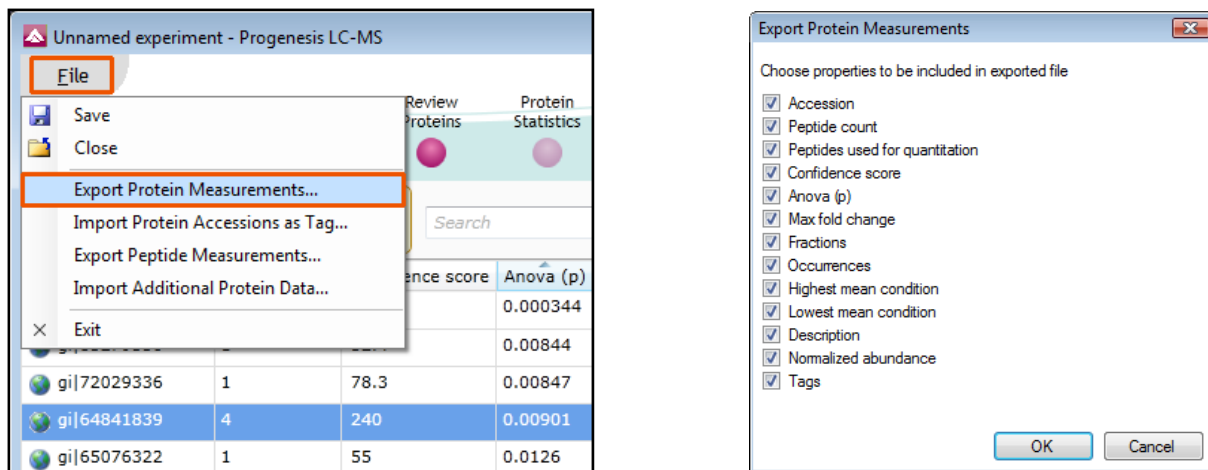 Unnamed experiment - Progenesis LC-MS
File
Save
Close
Export Protein Measurements...
Import Protein Accessions as Tag...
Export Peptide Measurements...
Import Additional Protein Data...
Exit
Review Proteins
Protein Statistics
Search
ence score Anova (p)
0.000344
0.00844
gi|72029336 1 78.3 0.00847
gi|64841839 4 240 0.00901
gi|65076322 1 55 0.0126
Export Protein Measurements
Choose properties to be included in exported file
Accession
Peptide count
Peptides used for quantitation
Confidence score
Anova (p)
Max fold change
Fractions
Occurrences
Highest mean condition
Lowest mean condition
Description
Normalized abundance
Tags
OK Cancel